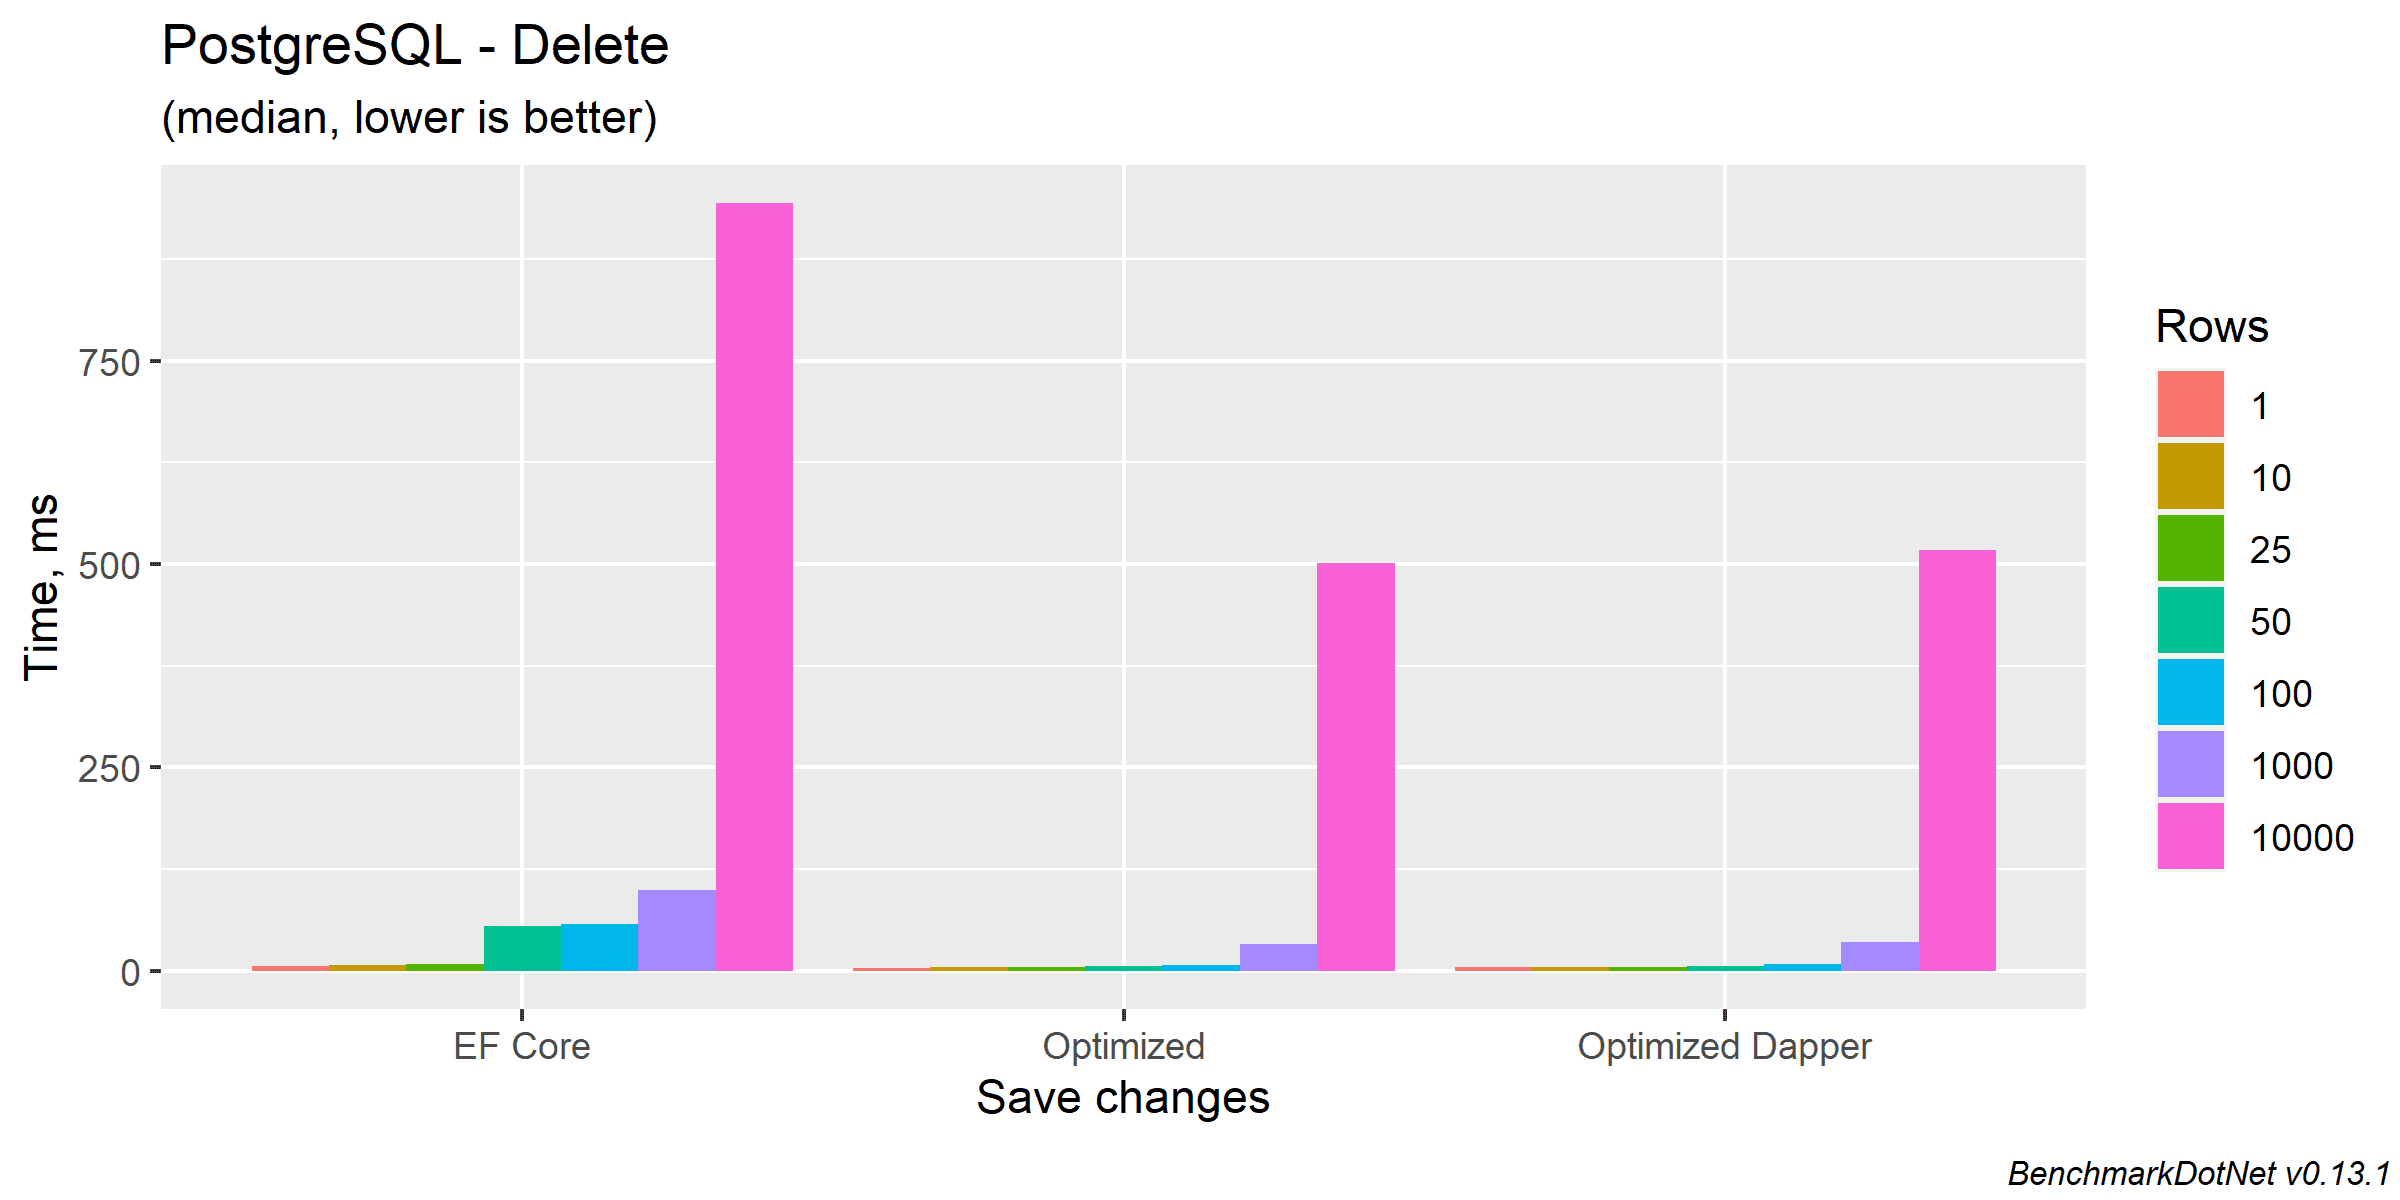 PostgreSQL - Delete
(median, lower is better)
Time, ms
750
500
250
0
EF Core
Optimized
Optimized Dapper
Save changes
Rows
1
10
25
50
100
1000
10000
BenchmarkDotNet v0.13.1